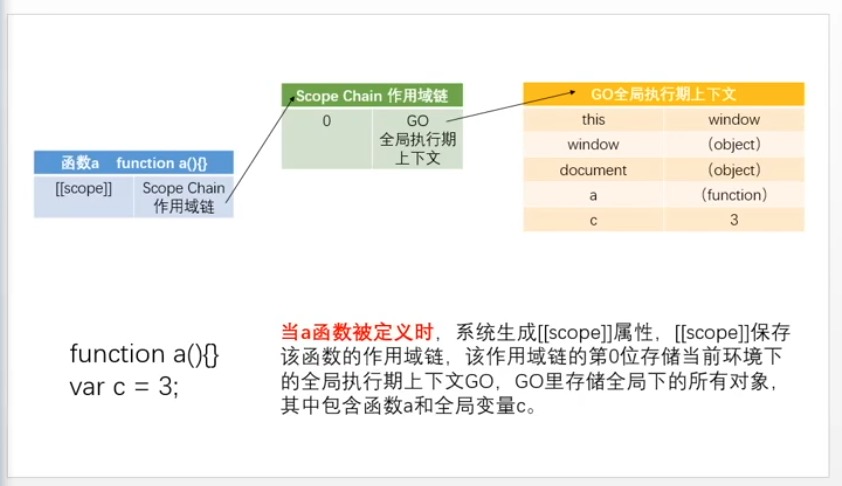 Scope Chain 作用域链
0 GO
全局执行期
上下文
GO全局执行期上下文
this window
window （object）
document （object）
a （function）
c 3
函数a function a(){}
[[scope]] Scope Chain
作用域链
function a(){}
var c = 3;
当a函数被定义时，系统生成[[scope]]属性，[[scope]]保存
该函数的作用域链，该作用域链的第0位存储当前环境下
的全局执行期上下文GO，GO里存储全局下的所有对象，
其中包含函数a和全局变量c。